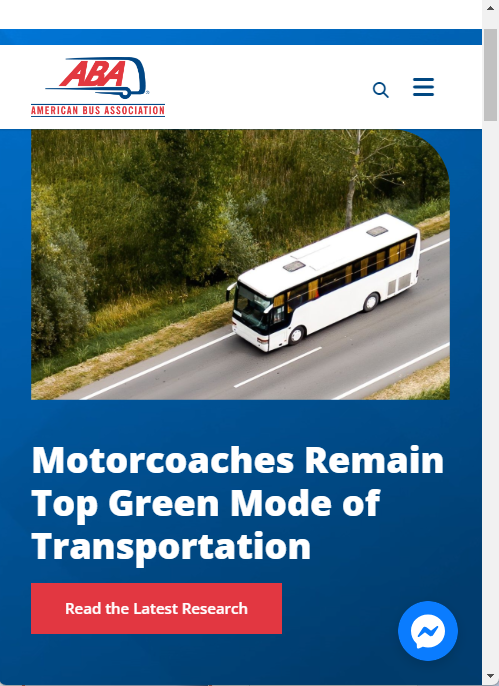 ABA
AMERICAN BUS ASSOCIATION
Motorcoaches Remain
Top Green Mode of
Transportation
Read the Latest Research